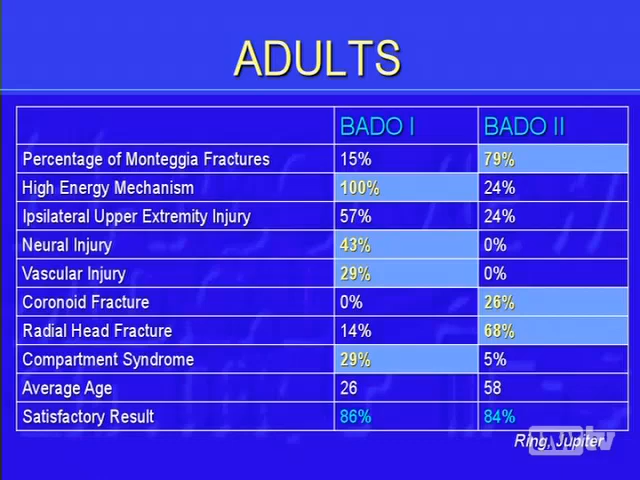 ADULTS
BADO I BADO II
Percentage of Monteggia Fractures 15% 79%
High Energy Mechanism 100% 24%
Ipsilateral Upper Extremity Injury 57% 24%
Neural Injury 43% 0%
Vascular Injury 29% 0%
Coronoid Fracture 0% 26%
Radial Head Fracture 14% 68%
Compartment Syndrome 29% 5%
Average Age 26 58
Satisfactory Result 86% 84%
Ring, Jupiter
UWtv